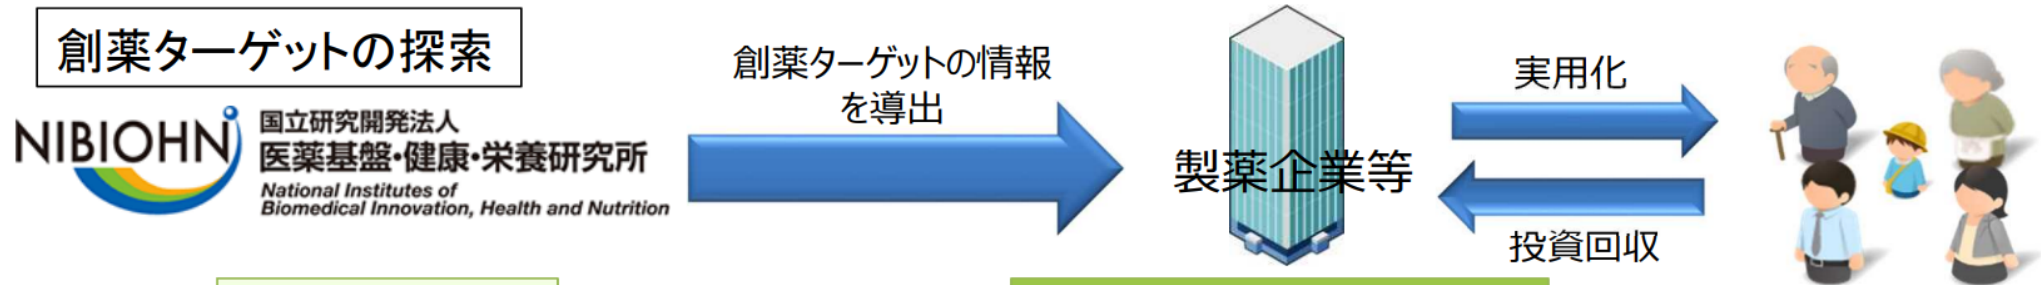 創薬ターゲットの探索
NIBIOHN
国立研究開発法人
医薬基盤・健康・栄養研究所
National Institutes of
Biomedical Innovation, Health and Nutrition
創薬ターゲットの情報
を導出
製薬企業等
実用化
投資回収